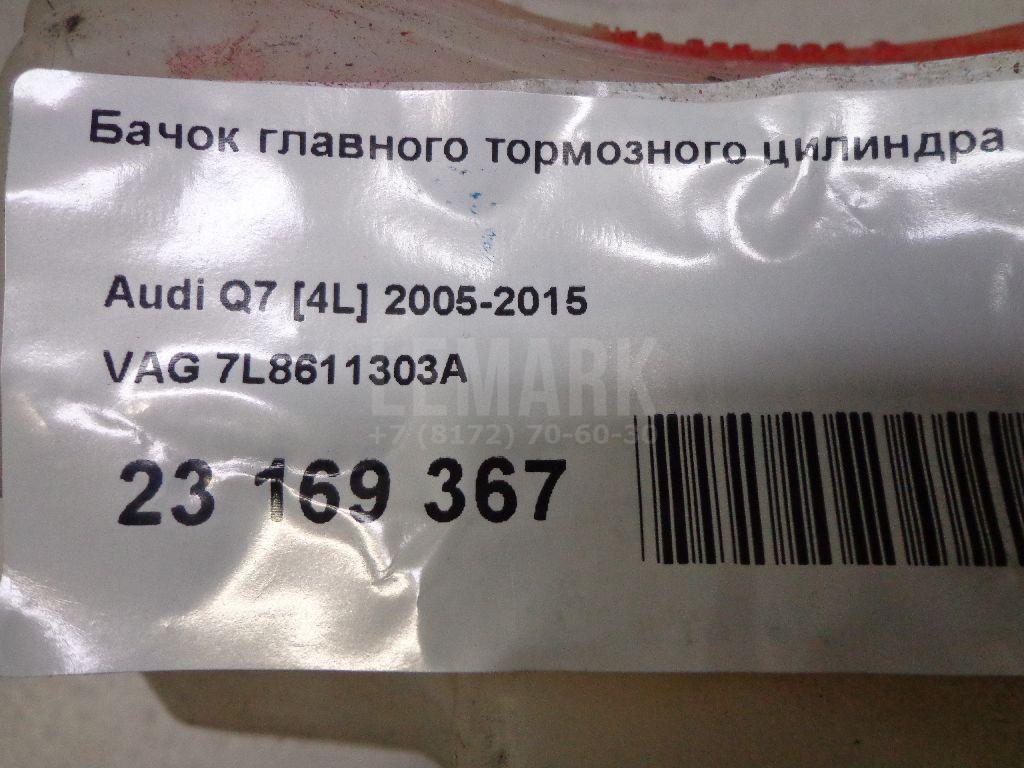 Бачок главного тормозного цилиндра
Audi Q7 [4L] 2005-2015
VAG 7L8611303A
LEMARK
+7 (8172) 70-60-30
23 169 367